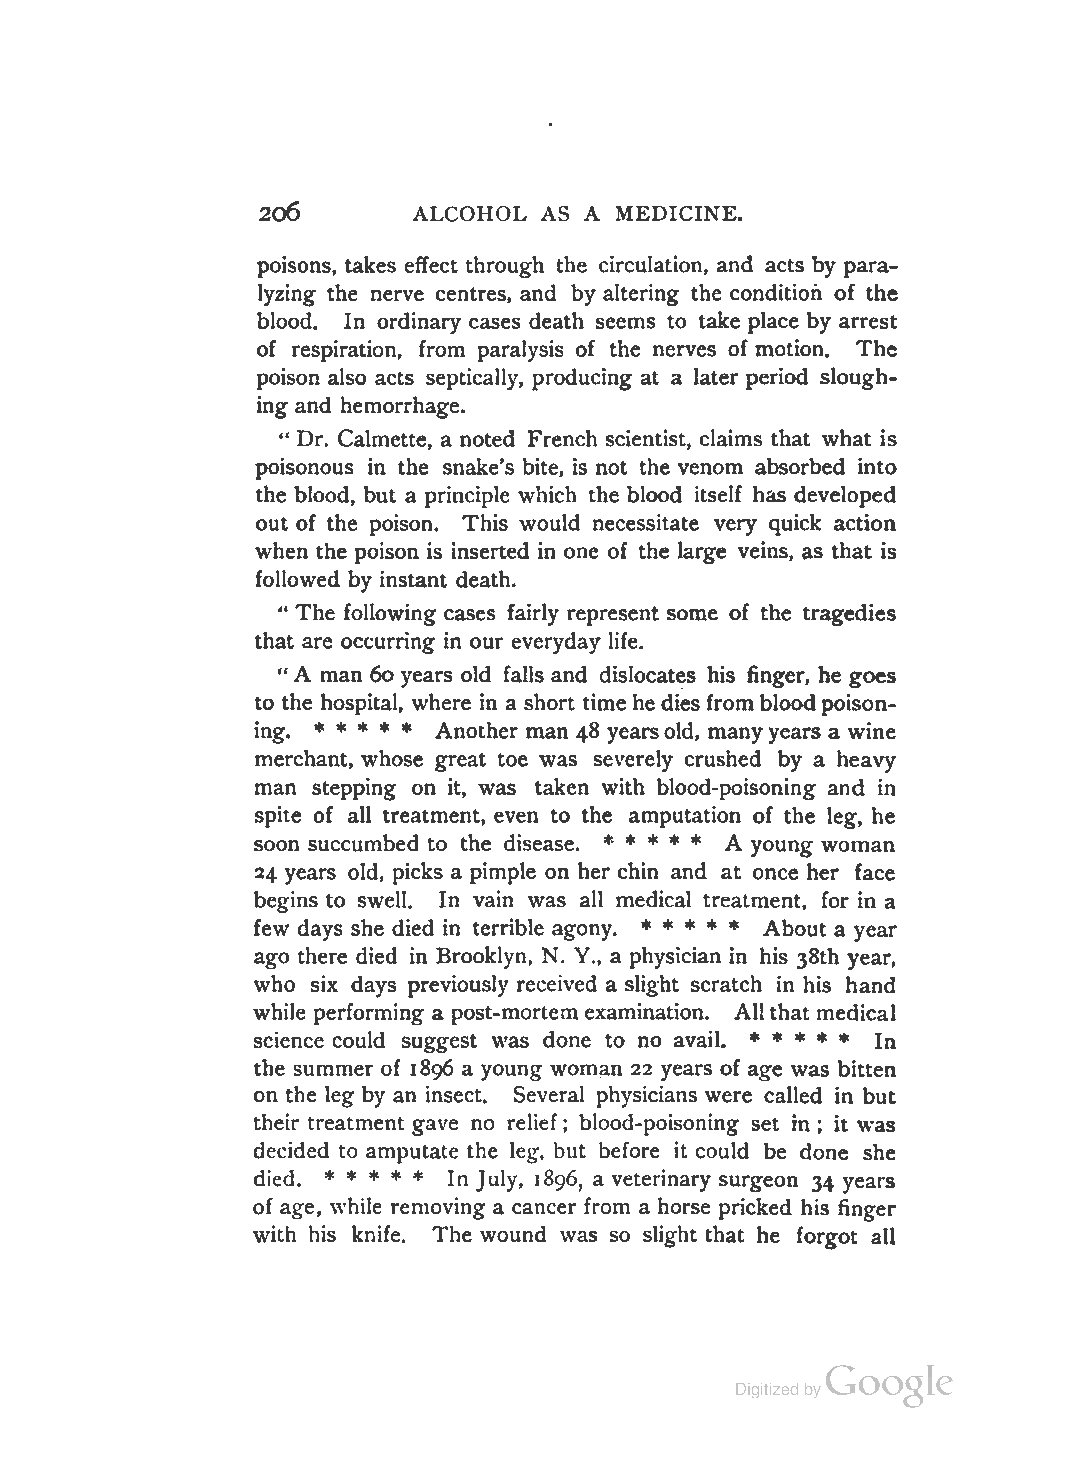 206 ALCOHOL AS A MEDICINE.
poisons, takes effect through the circulation, and acts by para-
lyzing the nerve centres, and by altering the condition of the
blood. In ordinary cases death seems to take place by arrest
of respiration, from paralysis of the nerves of motion. The
poison also acts septically, producing at a later period slough-
ing and hemorrhage.
“ Dr. Calmette, a noted French scientist, claims that what is
poisonous in the snake's bite, is not the venom absorbed into
the blood, but a principle which the blood itself has developed
out of the poison. This would necessitate very quick action
when the poison is inserted in one of the large veins, as that is
followed by instant death.
“ The following cases fairly represent some of the tragedies
that are occurring in our everyday life.
“ A man 60 years old falls and dislocates his finger, he goes
to the hospital, where in a short time he dies from blood poison-
ing. * * * * * Another man 48 years old, many years a wine
merchant, whose great toe was severely crushed by a heavy
man stepping on it, was taken with blood-poisoning and in
spite of all treatment, even to the amputation of the leg, he
soon succumbed to the disease. * * * * * A young woman
24 years old, picks a pimple on her chin and at once her face
begins to swell. In vain was all medical treatment, for in a
few days she died in terrible agony. * * * * * About a year
ago there died in Brooklyn, N. Y., a physician in his 38th year,
who six days previously received a slight scratch in his hand
while performing a post-mortem examination. All that medical
science could suggest was done to no avail. * * * * * In
the summer of 1896 a young woman 22 years of age was bitten
on the leg by an insect. Several physicians were called in but
their treatment gave no relief; blood-poisoning set in; it was
decided to amputate the leg, but before it could be done she
died. * * * * * In July, 1896, a veterinary surgeon 34 years
of age, while removing a cancer from a horse pricked his finger
with his knife. The wound was so slight that he forgot all
Digitized by Google